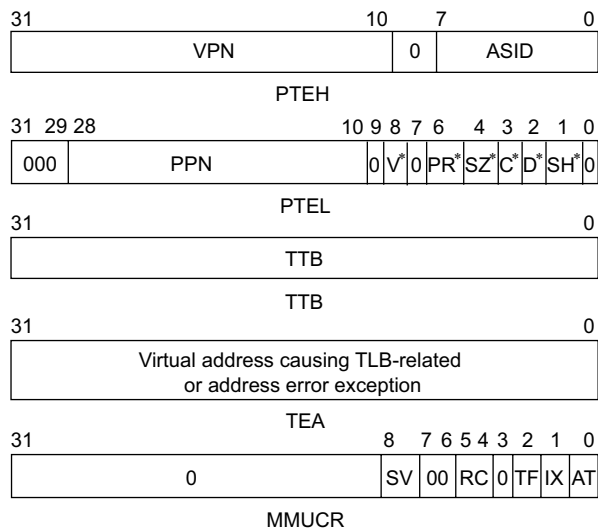 31 10 7 0
VPN 0 ASID
PTEH
31 29 28 10 9 8 7 6 4 3 2 1 0
000 PPN 0 V* 0 PR* SZ* C* D* SH* 0
PTEL
31 0
TTB
TTB
31 0
Virtual address causing TLB-related
or address error exception
TEA
31 8 7 6 5 4 3 2 1 0
0 SV 00 RC 0 TF IX AT
MMUCR